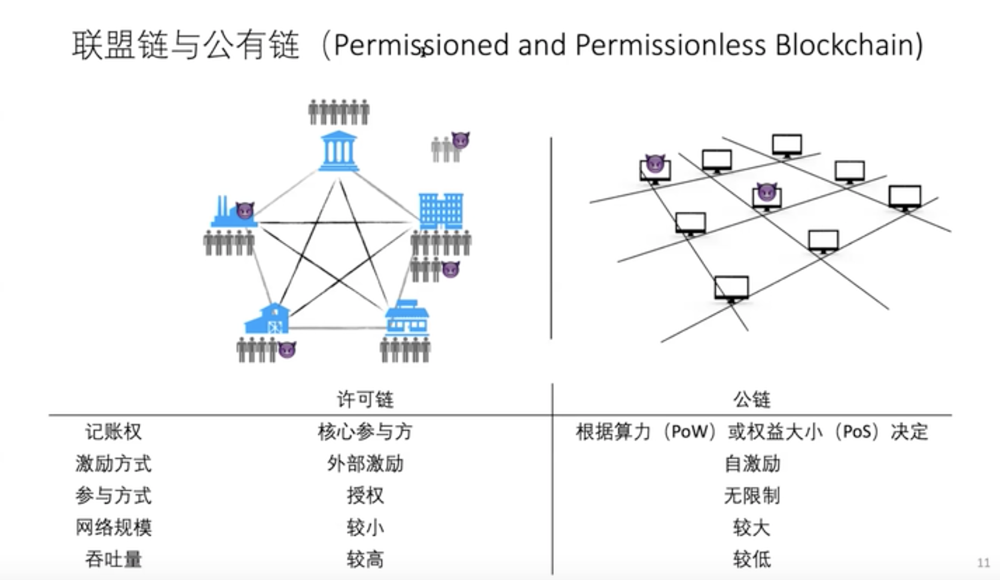 联盟链与公有链（Permissioned and Permissionless Blockchain)
许可链 公链
记账权 核心参与方 根据算力（PoW）或权益大小（PoS）决定
激励方式 外部激励 自激励
参与方式 授权 无限制
网络规模 较小 较大
吞吐量 较高 较低
11